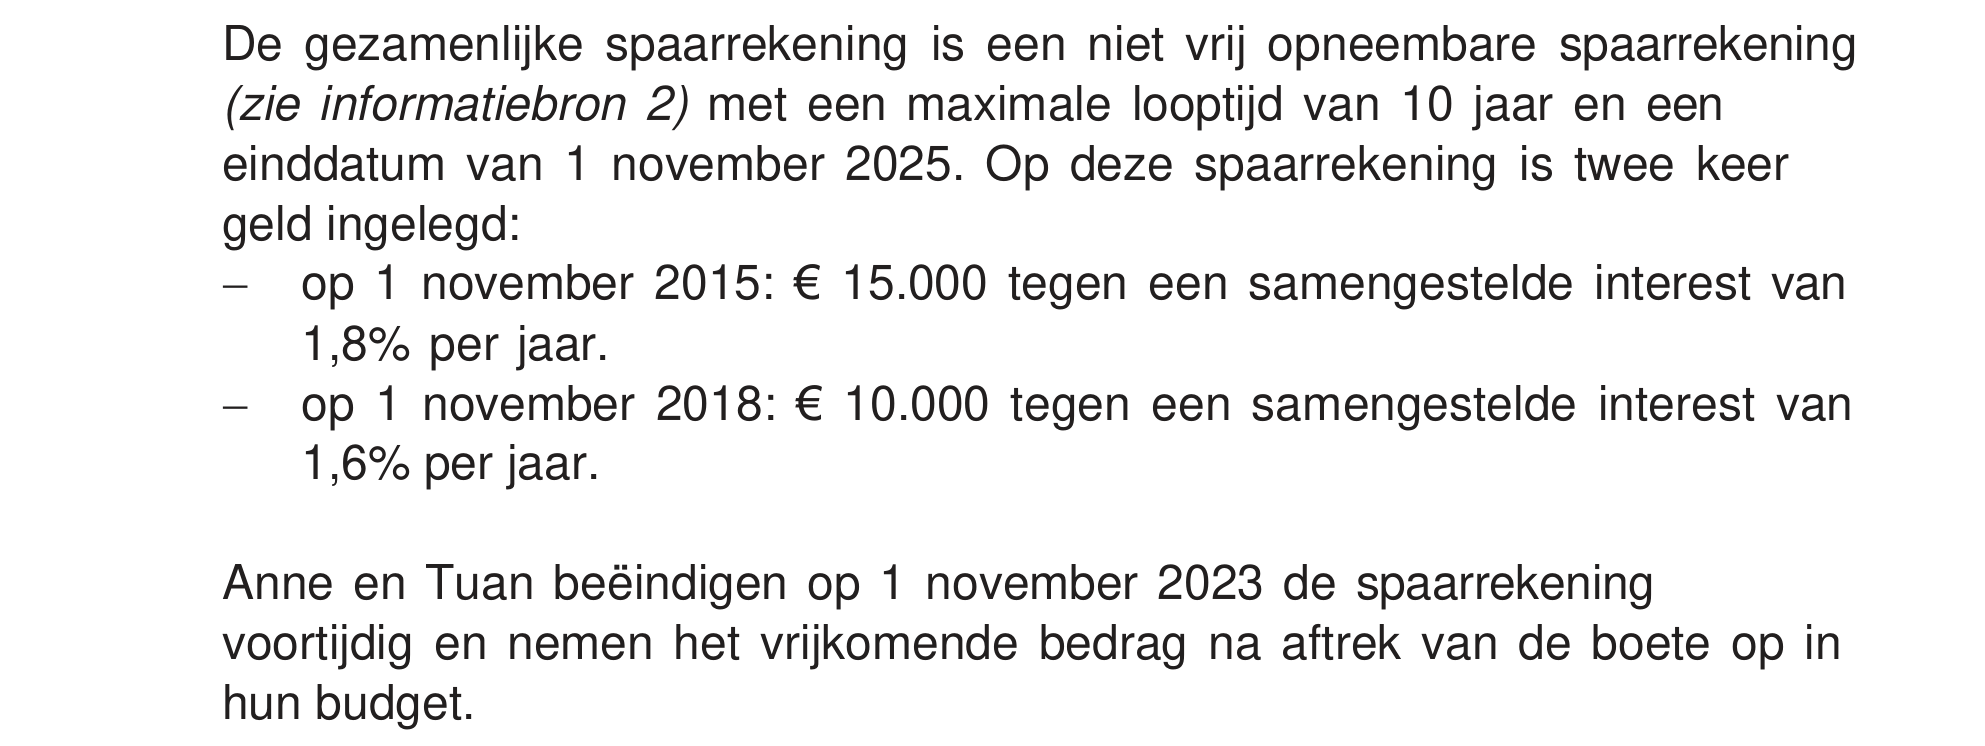 De gezamenlijke spaarrekening is een niet vrij opneembare spaarrekening
(zie informatiebron 2) met een maximale looptijd van 10 jaar en een
einddatum van 1 november 2025. Op deze spaarrekening is twee keer
geld ingelegd:
– op 1 november 2015: € 15.000 tegen een samengestelde interest van
1,8% per jaar.
– op 1 november 2018: € 10.000 tegen een samengestelde interest van
1,6% per jaar.
Anne en Tuan beëindigen op 1 november 2023 de spaarrekening
voortijdig en nemen het vrijkomende bedrag na aftrek van de boete op in
hun budget.